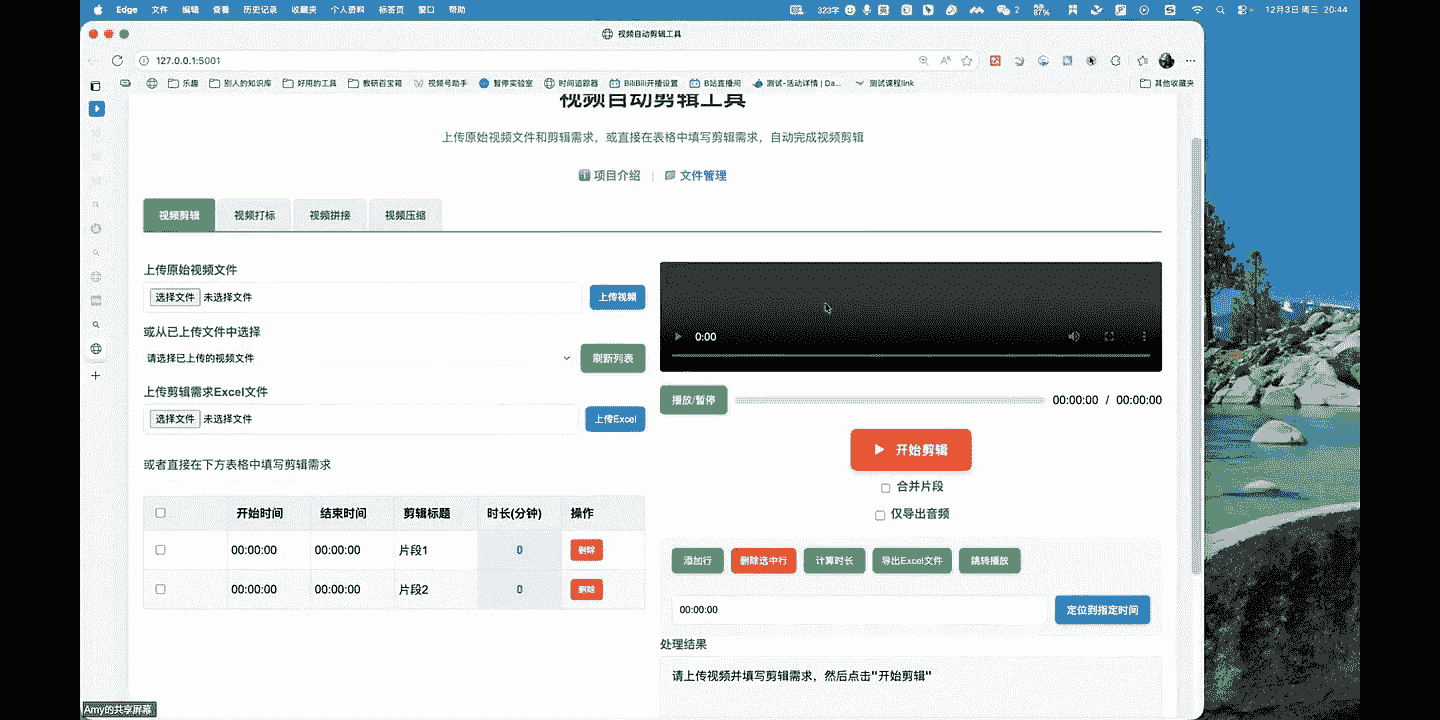 Edge 文件 编辑 查看 历史记录 收藏夹 个人资料 标签页 窗口 帮助 323字 英 2 87% 12月3日 周三 20:44
视频自动剪辑工具
127.0.0.1:5001
乐趣 别人的知识库 好用的工具 教研百宝箱 视频号助手 暂停实验室 时间追踪器 BiliBili开播设置 B站直播间 测试-活动详情 | Da... 测试课程link 其他收藏夹
视频自动剪辑工具
上传原始视频文件和剪辑需求，或直接在表格中填写剪辑需求，自动完成视频剪辑
项目介绍 | 文件管理
视频剪辑 视频打标 视频拼接 视频压缩
上传原始视频文件
选择文件 未选择文件 上传视频
或从已上传文件中选择
请选择已上传的视频文件 刷新列表
上传剪辑需求Excel文件
选择文件 未选择文件 上传Excel
或者直接在下方表格中填写剪辑需求
开始时间 结束时间 剪辑标题 时长(分钟) 操作
00:00:00 00:00:00 片段1 0 删除
00:00:00 00:00:00 片段2 0 删除
0:00
播放/暂停 00:00:00 / 00:00:00
开始剪辑
合并片段
仅导出音频
添加行 删除选中行 计算时长 导出Excel文件 跳转播放
00:00:00 定位到指定时间
处理结果
请上传视频并填写剪辑需求，然后点击"开始剪辑"
Amy的共享屏幕